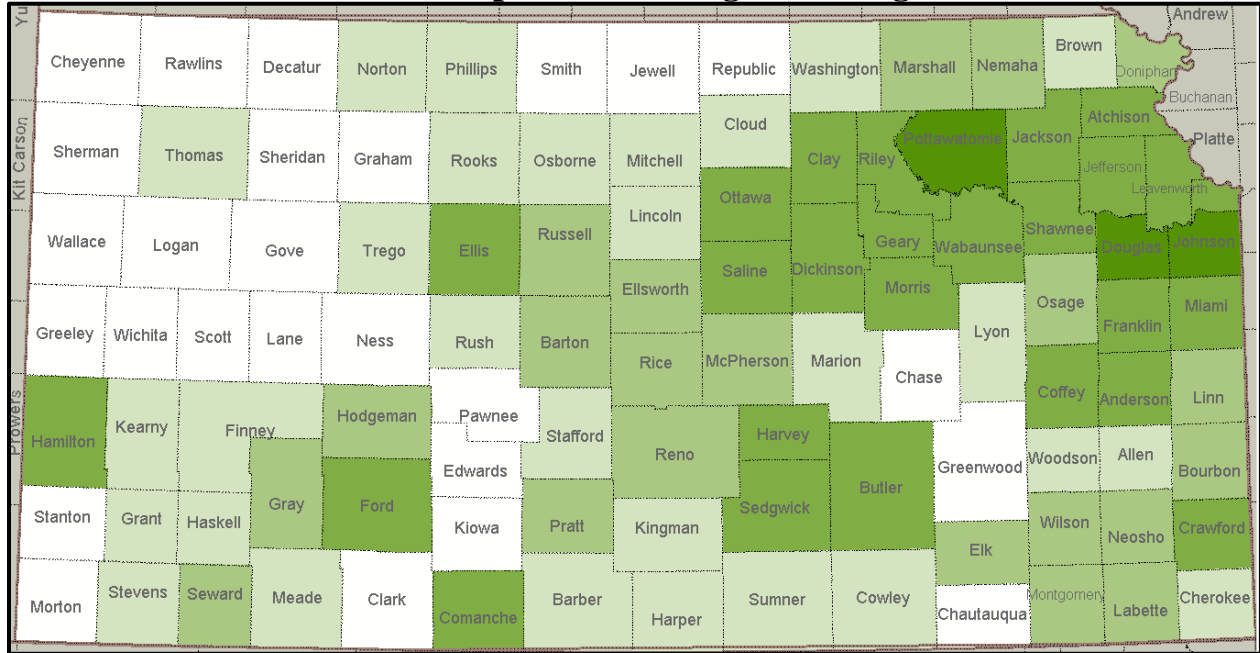 Yu
Andrew
Cheyenne
Rawlins
Decatur
Norton
Phillips
Smith
Jewell
Republic
Washington
Marshall
Nemaha
Brown
Doniphan
Buchanan
Kit Carson
Sherman
Thomas
Sheridan
Graham
Rooks
Osborne
Mitchell
Cloud
Clay
Riley
Pottawatomie
Jackson
Atchison
Platte
Jefferson
Leavenworth
Wallace
Logan
Gove
Trego
Ellis
Russell
Lincoln
Ottawa
Saline
Dickinson
Geary
Wabaunsee
Shawnee
Douglas
Johnson
Ellsworth
Morris
Greeley
Wichita
Scott
Lane
Ness
Rush
Barton
Rice
McPherson
Marion
Chase
Lyon
Osage
Franklin
Miami
Prowers
Hamilton
Kearny
Finney
Hodgeman
Pawnee
Stafford
Reno
Harvey
Butler
Greenwood
Coffey
Anderson
Linn
Edwards
Sedgwick
Woodson
Allen
Bourbon
Stanton
Grant
Haskell
Gray
Ford
Kiowa
Pratt
Kingman
Elk
Wilson
Neosho
Crawford
Morton
Stevens
Seward
Meade
Clark
Comanche
Barber
Harper
Sumner
Cowley
Chautauqua
Montgomery
Labette
Cherokee